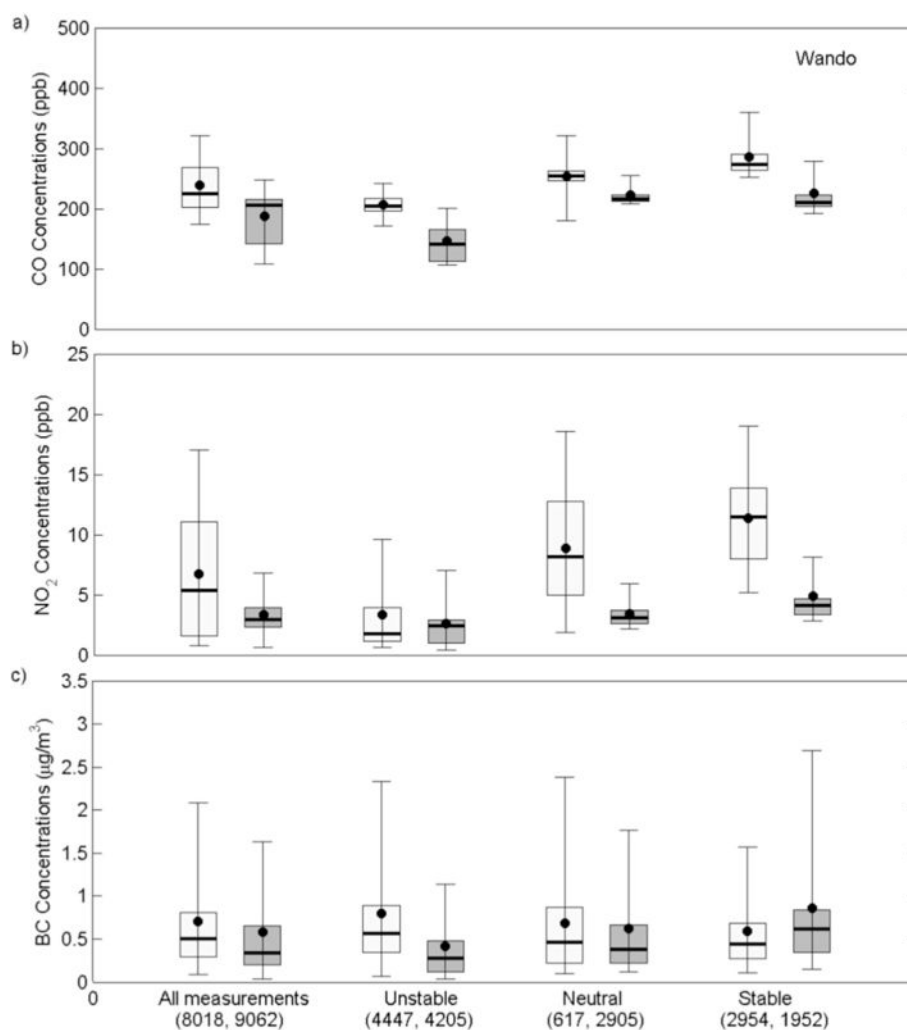 a)
500
Wando
400
300
200
100
0
CO Concentrations (ppb)
b)
25
20
15
10
5
0
NO2 Concentrations (ppb)
c)
3.5
3
2.5
2
1.5
1
0.5
0
BC Concentrations (µg/m³)
0 All measurements Unstable Neutral Stable
(8018, 9062) (4447, 4205) (617, 2905) (2954, 1952)